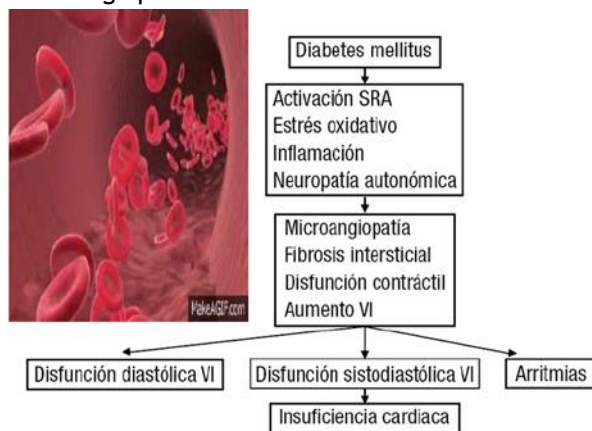 Diabetes mellitus
Activación SRA
Estrés oxidativo
Inflamación
Neuropatía autonómica
Microangiopatía
Fibrosis intersticial
Disfunción contráctil
Aumento VI
MakeAGIF.com
Disfunción diastólica VI
Disfunción sistodiastólica VI
Arritmias
Insuficiencia cardiaca